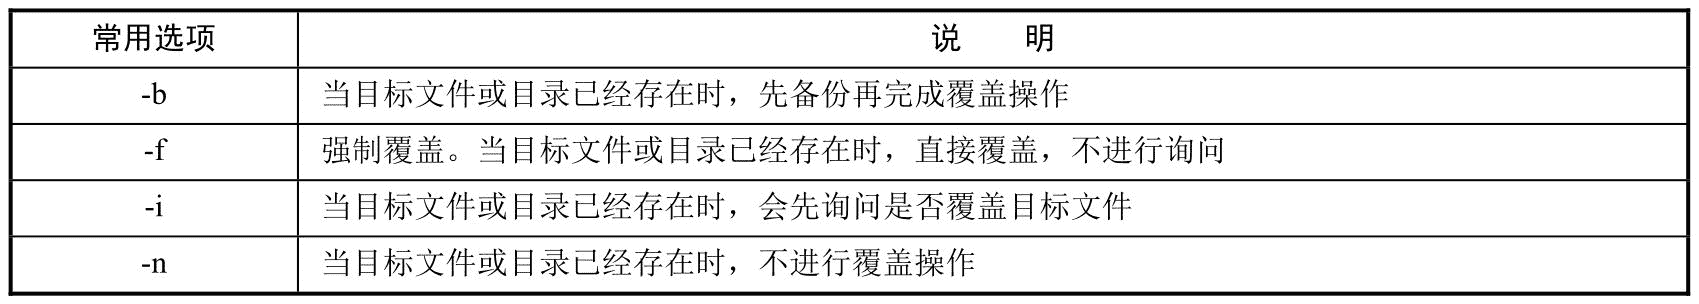 常用选项 说 明
-b 当目标文件或目录已经存在时，先备份再完成覆盖操作
-f 强制覆盖。当目标文件或目录已经存在时，直接覆盖，不进行询问
-i 当目标文件或目录已经存在时，会先询问是否覆盖目标文件
-n 当目标文件或目录已经存在时，不进行覆盖操作